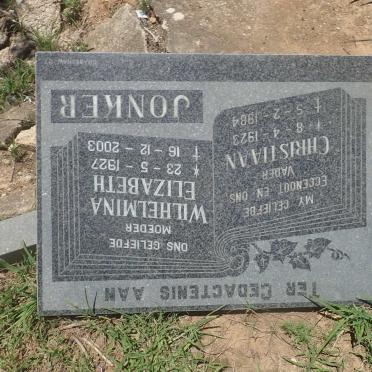 TER GEDAGTENIS AAN
MY GELIEFDE
EGGENOOT EN ONS
VADER
CHRISTIAAN
* 8 - 4 - 1923
† 5 - 2 - 1984
ONS GELIEFDE
MOEDER
WILHELMINA
ELIZABETH
* 23 - 5 - 1927
† 16 - 12 - 2003
JONKER